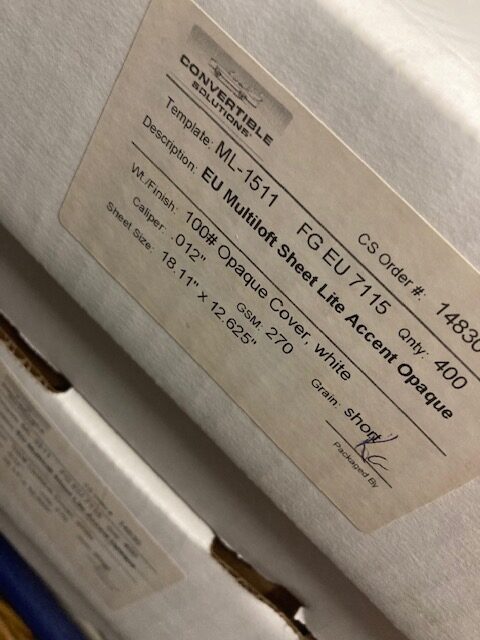 CONVERTIBLE
SOLUTIONS
CS Order #: 14830
Template: ML-1511 FG EU 7115 Qnty: 400
Description: EU Multiloft Sheet Lite Accent Opaque
Wt./Finish: 100# Opaque Cover, white
Caliper: .012" GSM: 270 Grain: short
Sheet Size: 18.11" x 12.625"
KC
Packaged By